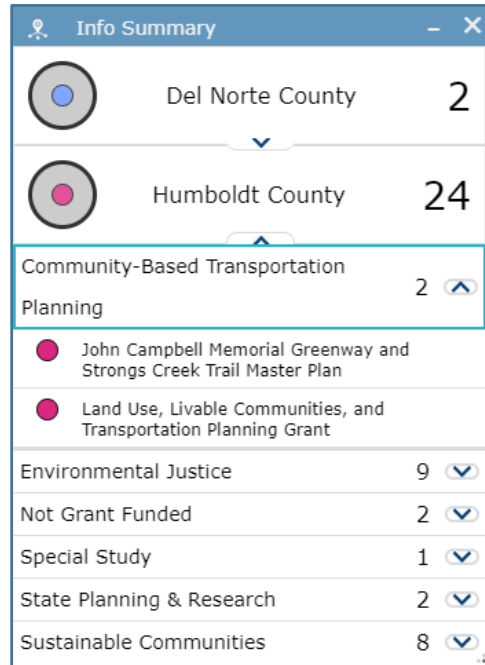 Info Summary
Del Norte County 2
Humboldt County 24
Community-Based Transportation
Planning 2
John Campbell Memorial Greenway and
Strongs Creek Trail Master Plan
Land Use, Livable Communities, and
Transportation Planning Grant
Environmental Justice 9
Not Grant Funded 2
Special Study 1
State Planning & Research 2
Sustainable Communities 8